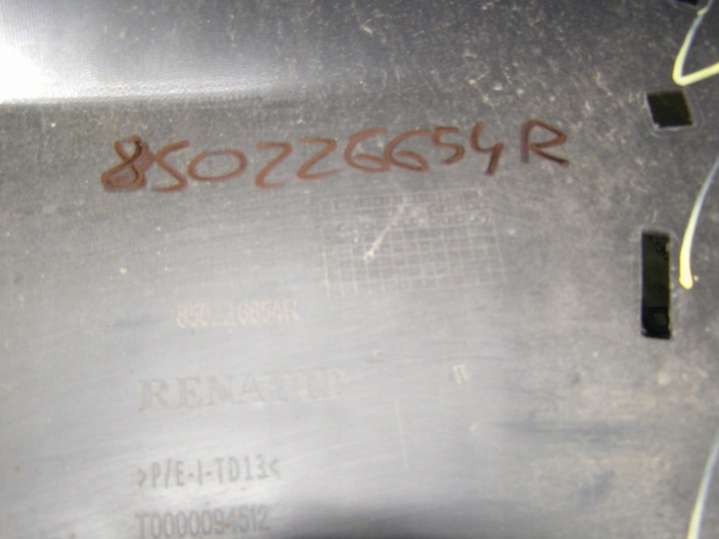 850226654R
RENAULT
>P/E-I-TD13<
T0000094512